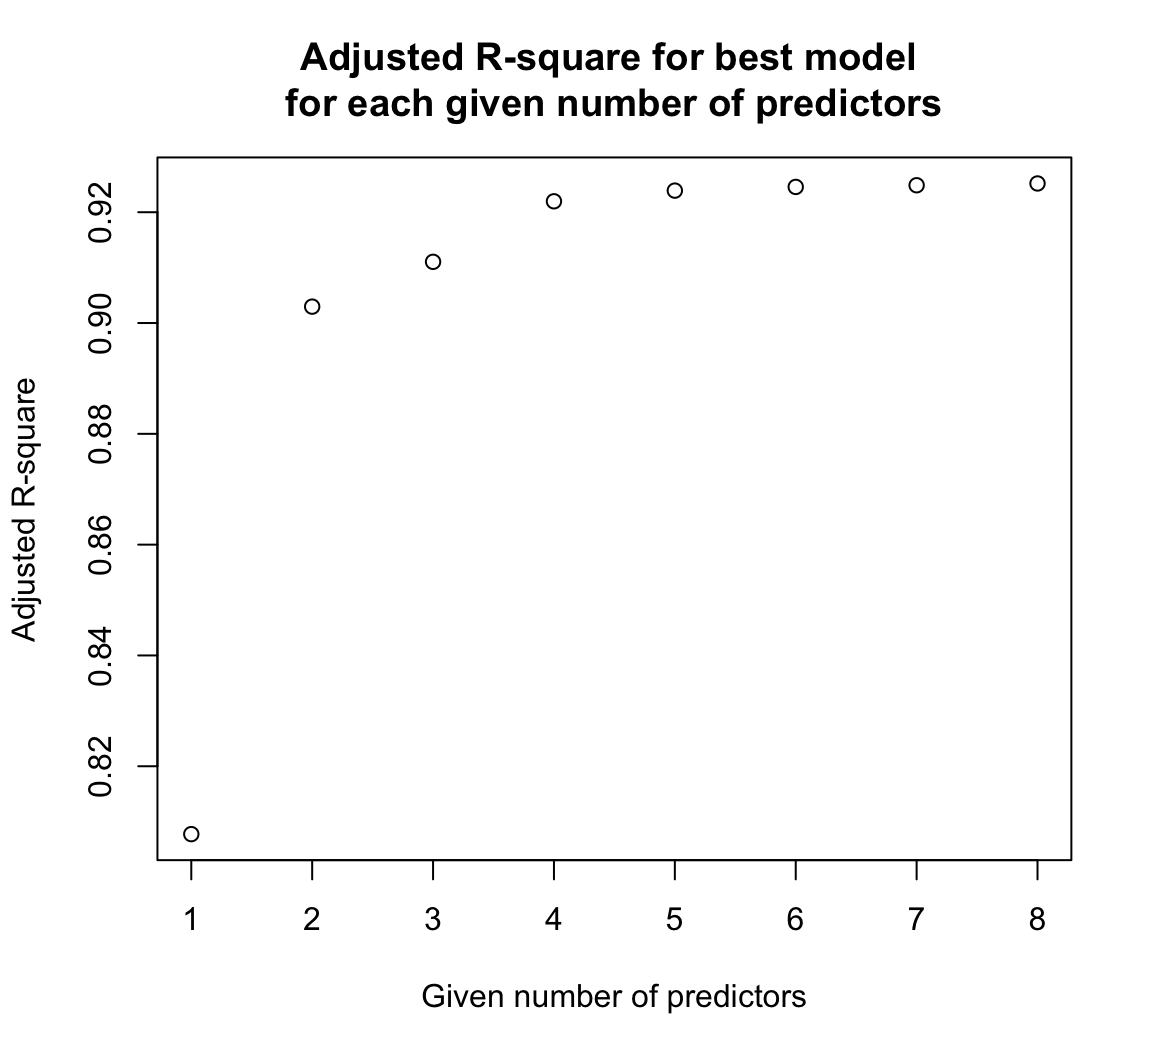 Adjusted R-square for best model
for each given number of predictors
Adjusted R-square
0.92
0.90
0.88
0.86
0.84
0.82
1 2 3 4 5 6 7 8
Given number of predictors